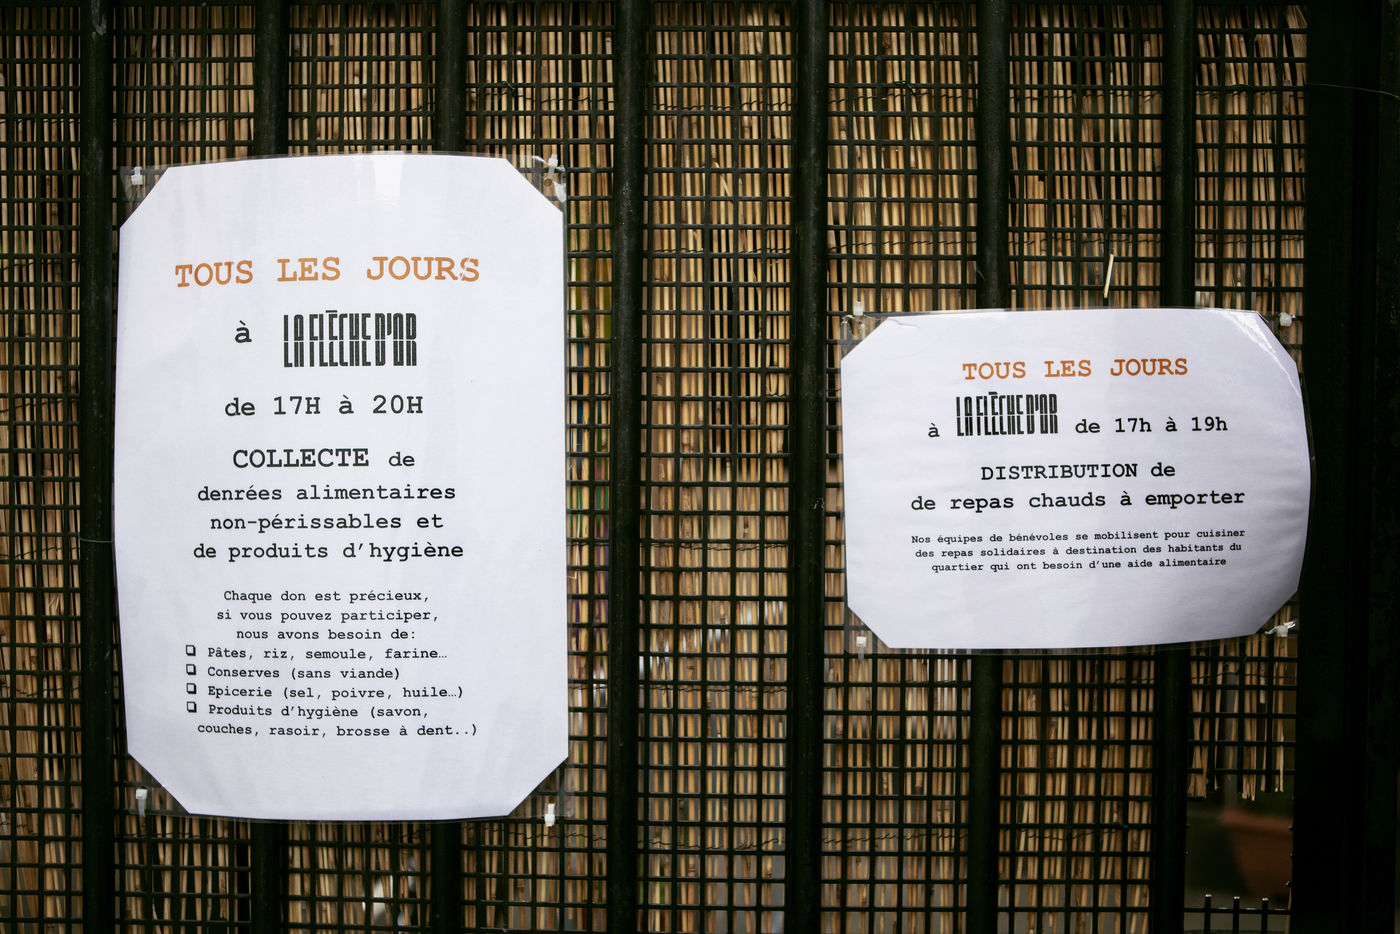 TOUS LES JOURS
à LA FLÈCHE D'OR
de 17H à 20H
COLLECTE de
denrées alimentaires
non-périssables et
de produits d’hygiène
Chaque don est précieux,
si vous pouvez participer,
nous avons besoin de:
❏ Pâtes, riz, semoule, farine…
❏ Conserves (sans viande)
❏ Epicerie (sel, poivre, huile…)
❏ Produits d’hygiène (savon,
couches, rasoir, brosse à dent..)
TOUS LES JOURS
à LA FLÈCHE D'OR de 17h à 19h
DISTRIBUTION de
de repas chauds à emporter
Nos équipes de bénévoles se mobilisent pour cuisiner
des repas solidaires à destination des habitants du
quartier qui ont besoin d’une aide alimentaire